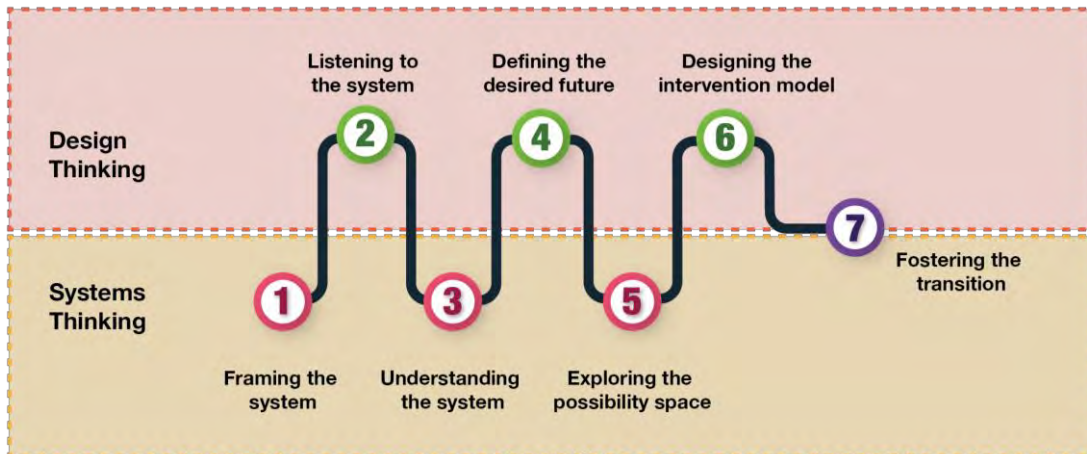 Design
Thinking
Listening to
the system
2
Defining the
desired future
4
Designing the
intervention model
6
7
Fostering the
transition
Systems
Thinking
1
Framing the
system
3
Understanding
the system
5
Exploring the
possibility space